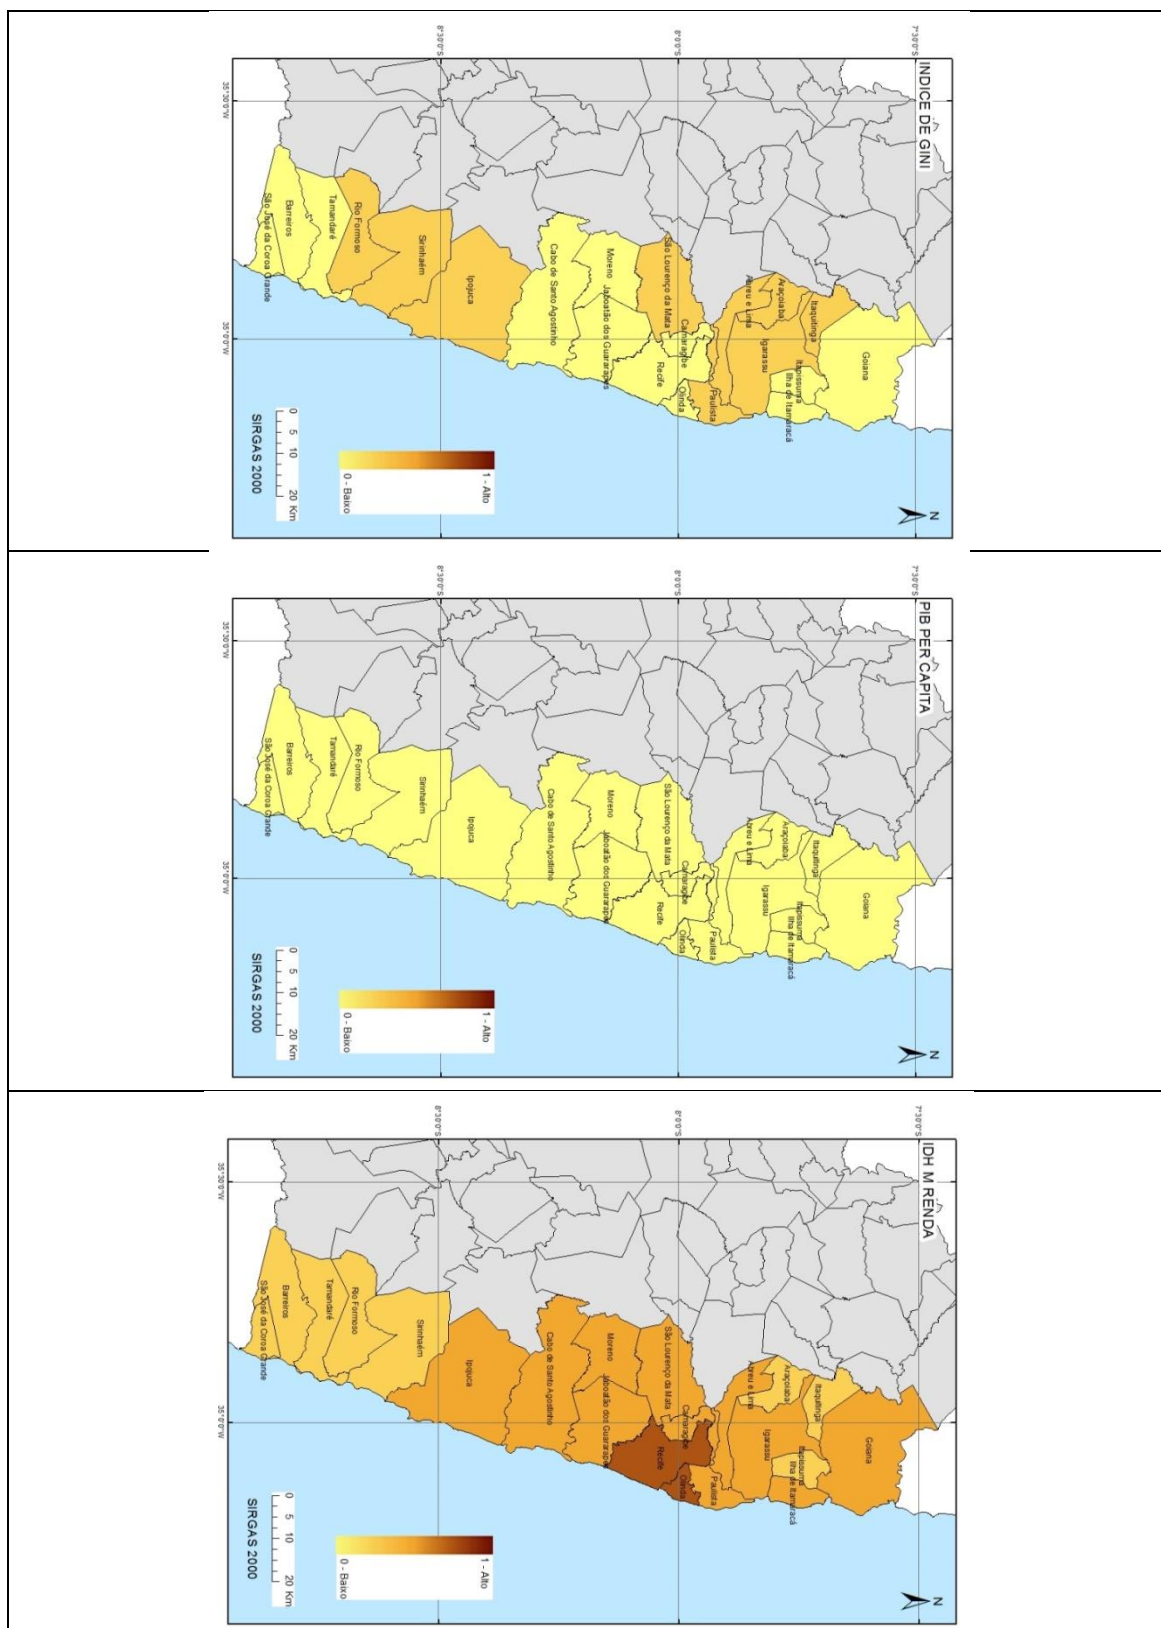 INDICE DE GINI
8°30'0"S
8°0'0"S
7°30'0"S
35°30'0"W
35°0'0"W
Goiana
Itaquitinga
Itapissuma
Ilha de Itamaracá
Araçoiaba
Igarassu
Abreu e Lima
Paulista
Olinda
Camaragibe
São Lourenço da Mata
Recife
Moreno
Jaboatão dos Guararapes
Cabo de Santo Agostinho
Ipojuca
Sirinhaém
Rio Formoso
Tamandaré
Barreiros
São José da Coroa Grande
N
1 - Alto
0 - Baixo
0 5 10 20 Km
SIRGAS 2000
PIB PER CAPITA
8°30'0"S
8°0'0"S
7°30'0"S
35°30'0"W
35°0'0"W
Goiana
Itaquitinga
Itapissuma
Ilha de Itamaracá
Araçoiaba
Igarassu
Abreu e Lima
Paulista
Olinda
Camaragibe
São Lourenço da Mata
Recife
Moreno
Jaboatão dos Guararapes
Cabo de Santo Agostinho
Ipojuca
Sirinhaém
Rio Formoso
Tamandaré
Barreiros
São José da Coroa Grande
N
1 - Alto
0 - Baixo
0 5 10 20 Km
SIRGAS 2000
IDH M RENDA
8°30'0"S
8°0'0"S
7°30'0"S
35°30'0"W
35°0'0"W
Goiana
Itaquitinga
Itapissuma
Ilha de Itamaracá
Araçoiaba
Igarassu
Abreu e Lima
Paulista
Olinda
Camaragibe
São Lourenço da Mata
Recife
Moreno
Jaboatão dos Guararapes
Cabo de Santo Agostinho
Ipojuca
Sirinhaém
Rio Formoso
Tamandaré
Barreiros
São José da Coroa Grande
N
1 - Alto
0 - Baixo
0 5 10 20 Km
SIRGAS 2000